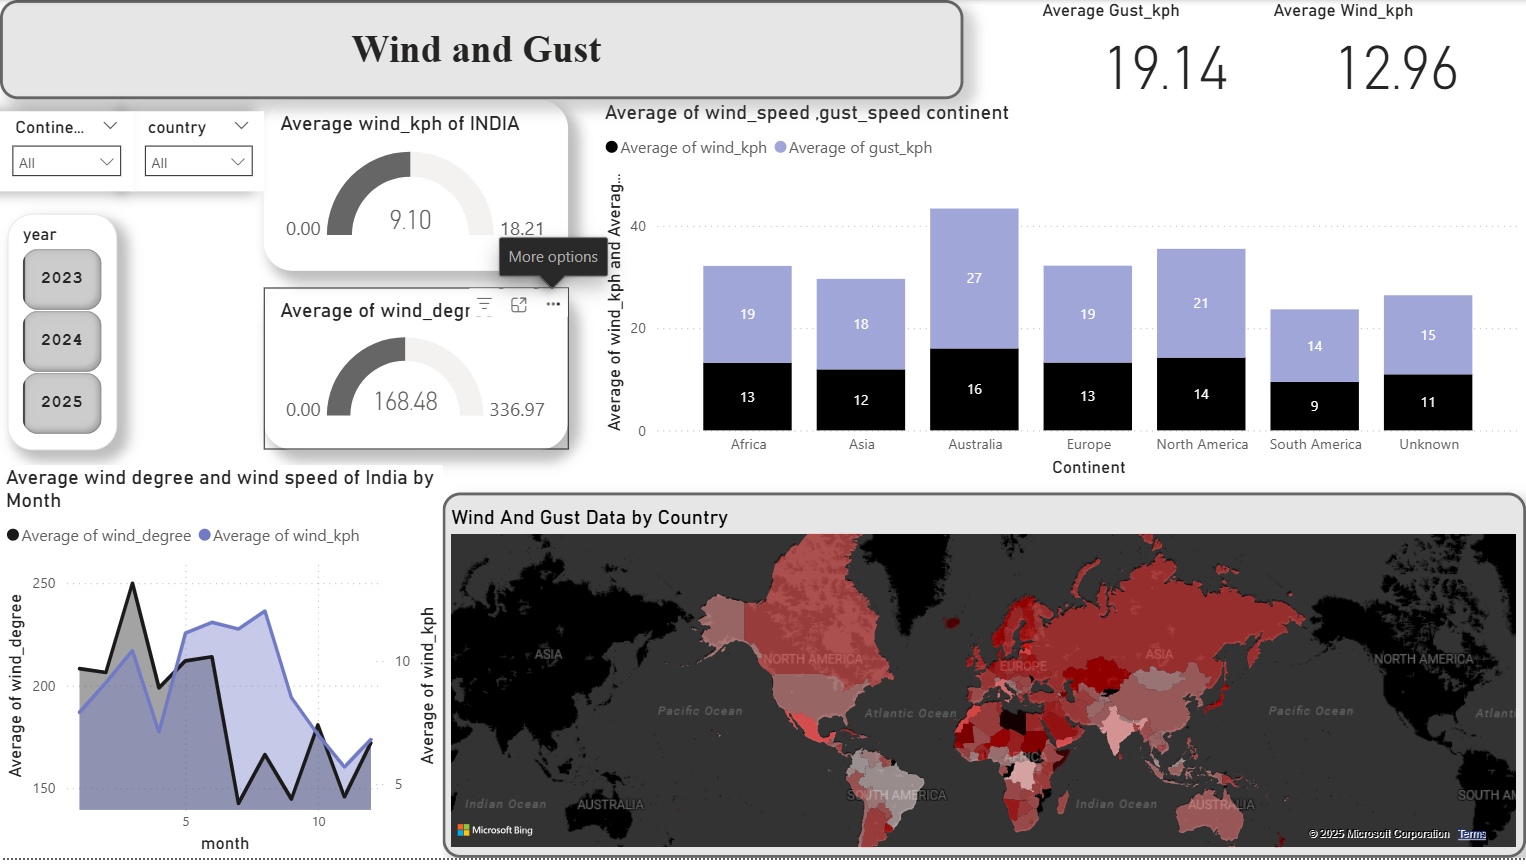 Wind and Gust
Average Gust_kph
19.14
Average Wind_kph
12.96
Contine...
All
country
All
year
2023
2024
2025
Average wind_kph of INDIA
0.00
9.10
18.21
More options
Average of wind_degr
0.00
168.48
336.97
Average of wind_speed ,gust_speed continent
Average of wind_kph
Average of gust_kph
Average of wind_kph and Averag...
40
20
0
19
18
27
19
21
14
15
13
12
16
13
14
9
11
Africa
Asia
Australia
Europe
North America
South America
Unknown
Continent
Average wind degree and wind speed of India by
Month
Average of wind_degree
Average of wind_kph
Average of wind_degree
250
200
150
10
5
Average of wind_kph
5
10
month
Wind And Gust Data by Country
ASIA
NORTH AMERICA
EUROPE
ASIA
NORTH AMERICA
Pacific Ocean
Atlantic Ocean
Pacific Ocean
Atlanti
AFRICA
Indian Ocean
AUSTRALIA
SOUTH AMERICA
Indian Ocean
AUSTRALIA
SOUTH AM
Microsoft Bing
© 2025 Microsoft Corporation Terms